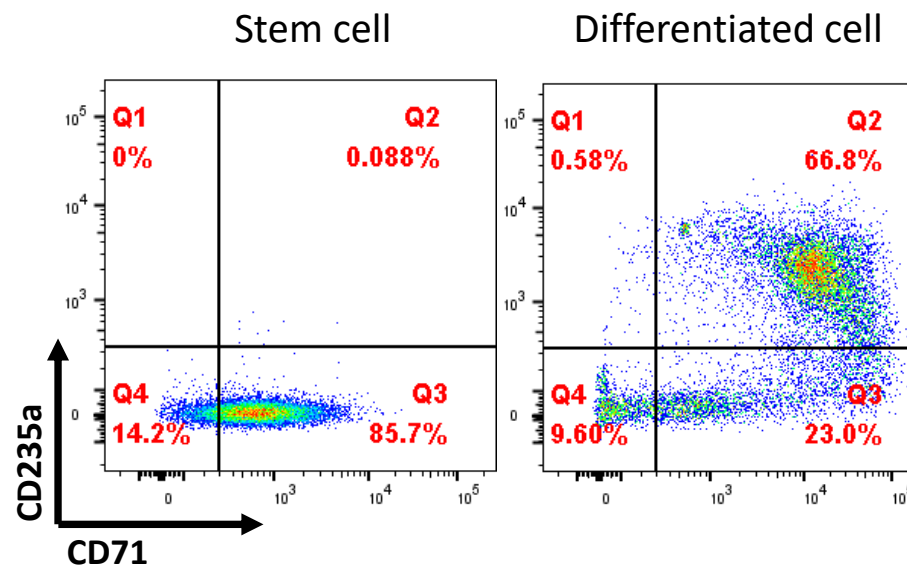 Stem cell
Differentiated cell
Q1
0%
Q2
0.088%
Q4
14.2%
Q3
85.7%
10⁵
10⁴
10³
0
0
10³
10⁴
10⁵
Q1
0.58%
Q2
66.8%
Q4
9.60%
Q3
23.0%
10⁵
10⁴
10³
0
0
10³
10⁴
CD235a
CD71